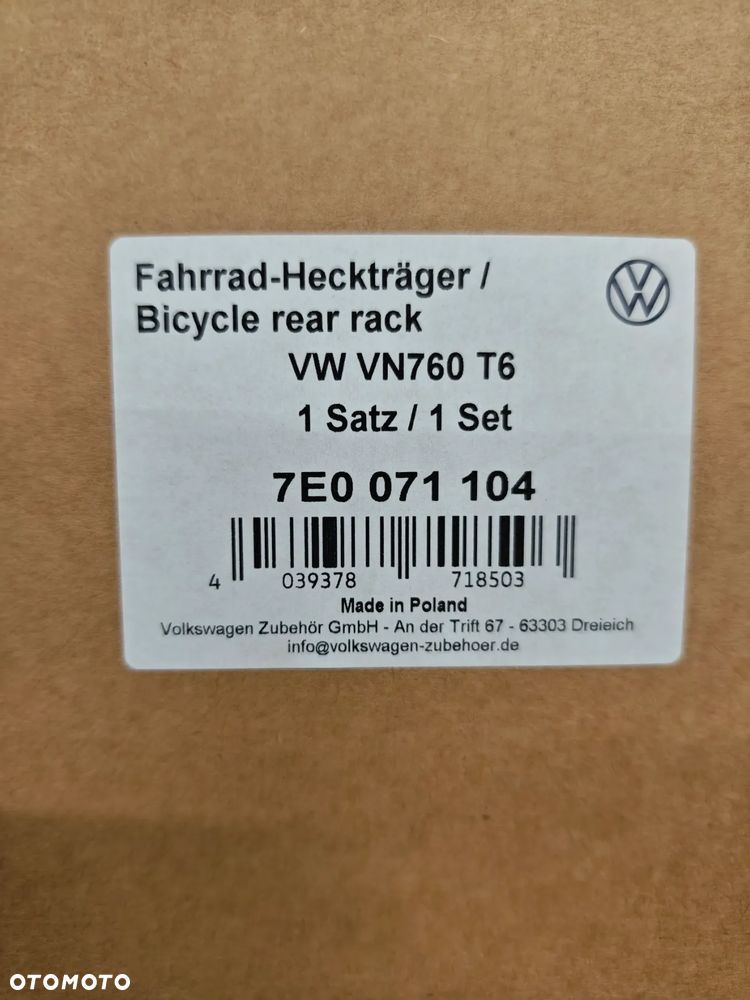 Fahrrad-Heckträger /
Bicycle rear rack
VW VN760 T6
1 Satz / 1 Set
7E0 071 104
4 039378 718503
Made in Poland
Volkswagen Zubehör GmbH - An der Trift 67 - 63303 Dreieich
info@volkswagen-zubehoer.de
OTOMOTO